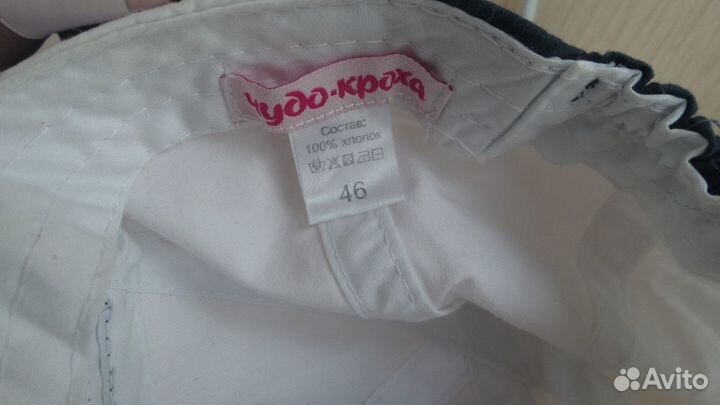 Чудо-кроха
Состав:
100% хлопок
46
Avito